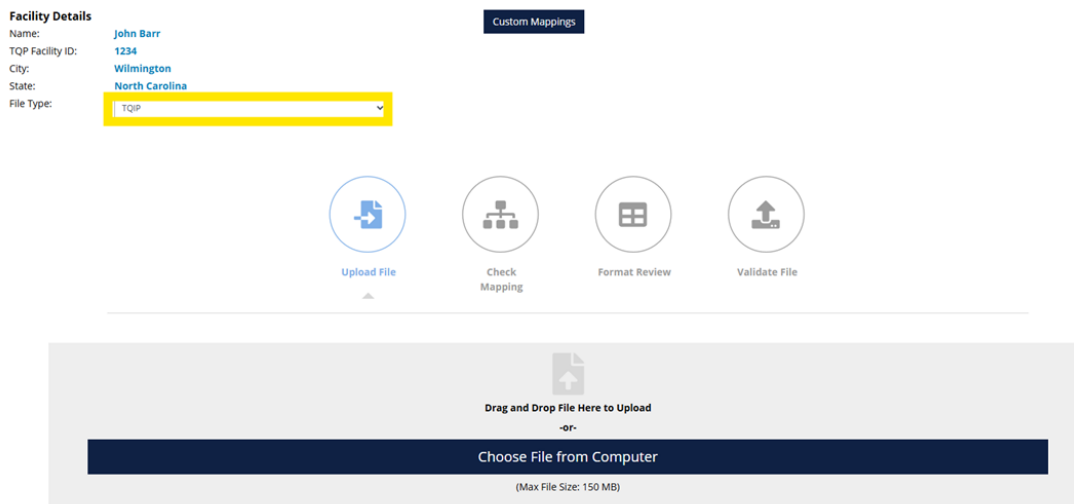 Facility Details
Custom Mappings
Name: John Barr
TQP Facility ID: 1234
City: Wilmington
State: North Carolina
File Type: TQIP
Upload File
Check
Mapping
Format Review
Validate File
Drag and Drop File Here to Upload
-or-
Choose File from Computer
(Max File Size: 150 MB)